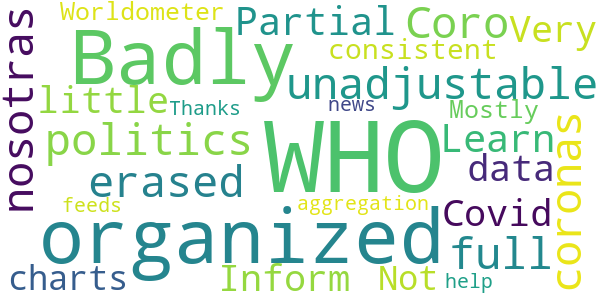 Worldometer
Partial
Coro
Very
Badly
consistent
nosotras
unadjustable
little
Thanks
news
Mostly
politics
WHO
Learn
coronas
data
erased
feeds
aggregation
Covid
organized
full
charts
Inform
Not
help